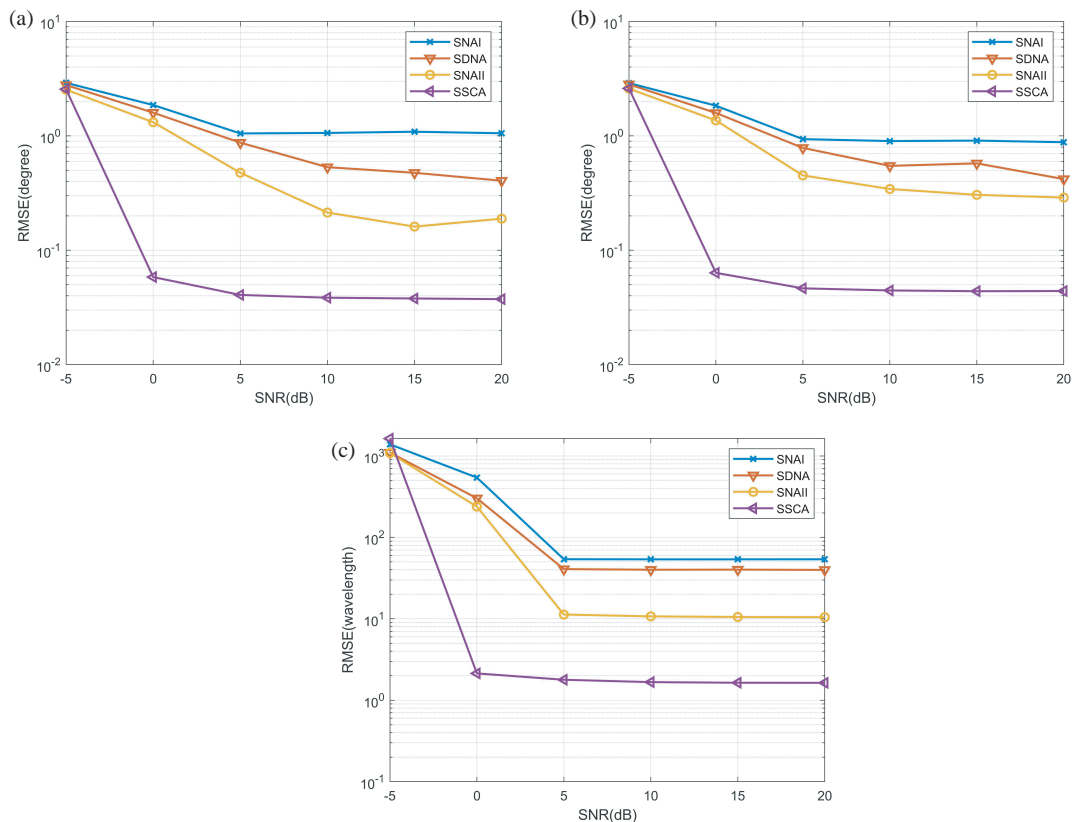 (a)
10^1
10^0
10^-1
10^-2
RMSE(degree)
-5 0 5 10 15 20
SNR(dB)
SNAI
SDNA
SNAII
SSCA
(b)
10^1
10^0
10^-1
10^-2
RMSE(degree)
-5 0 5 10 15 20
SNR(dB)
SNAI
SDNA
SNAII
SSCA
(c)
10^3
10^2
10^1
10^0
10^-1
RMSE(wavelength)
-5 0 5 10 15 20
SNR(dB)
SNAI
SDNA
SNAII
SSCA